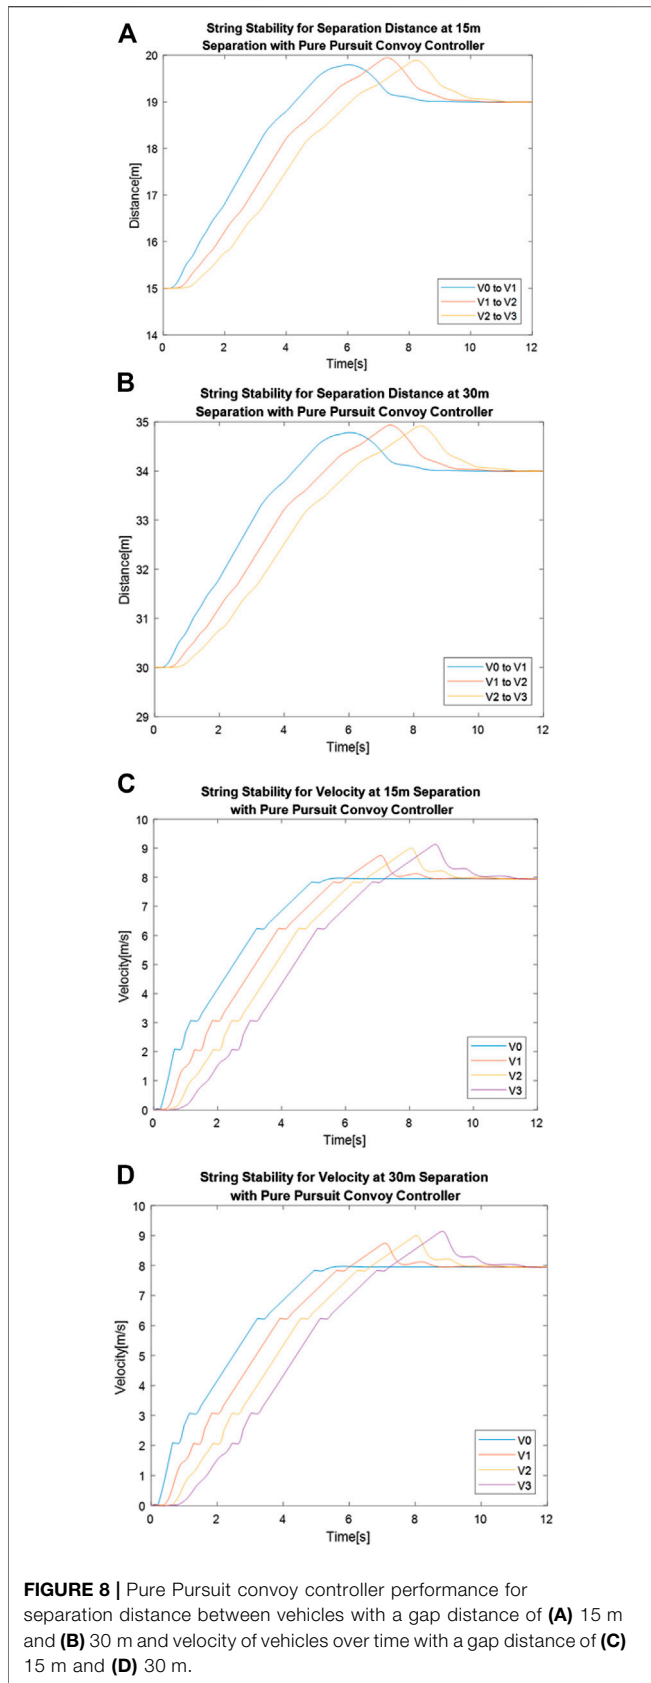 A
String Stability for Separation Distance at 15m
Separation with Pure Pursuit Convoy Controller
20
19
18
17
16
15
14
Distance[m]
V0 to V1
V1 to V2
V2 to V3
0 2 4 6 8 10 12
Time[s]
B
String Stability for Separation Distance at 30m
Separation with Pure Pursuit Convoy Controller
35
34
33
32
31
30
29
Distance[m]
V0 to V1
V1 to V2
V2 to V3
0 2 4 6 8 10 12
Time[s]
C
String Stability for Velocity at 15m Separation
with Pure Pursuit Convoy Controller
10
9
8
7
6
5
4
3
2
1
0
Velocity[m/s]
V0
V1
V2
V3
0 2 4 6 8 10 12
Time[s]
D
String Stability for Velocity at 30m Separation
with Pure Pursuit Convoy Controller
10
9
8
7
6
5
4
3
2
1
0
Velocity[m/s]
V0
V1
V2
V3
0 2 4 6 8 10 12
Time[s]
FIGURE 8 | Pure Pursuit convoy controller performance for
separation distance between vehicles with a gap distance of (A) 15 m
and (B) 30 m and velocity of vehicles over time with a gap distance of (C)
15 m and (D) 30 m.